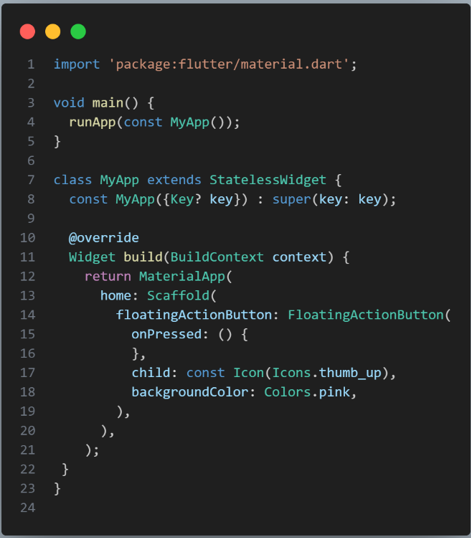 1 import 'package:flutter/material.dart';
2
3 void main() {
4   runApp(const MyApp());
5 }
6
7 class MyApp extends StatelessWidget {
8   const MyApp({Key? key}) : super(key: key);
9
10   @override
11   Widget build(BuildContext context) {
12     return MaterialApp(
13       home: Scaffold(
14         floatingActionButton: FloatingActionButton(
15           onPressed: () {
16           },
17           child: const Icon(Icons.thumb_up),
18           backgroundColor: Colors.pink,
19         ),
20       ),
21     );
22  }
23 }
24